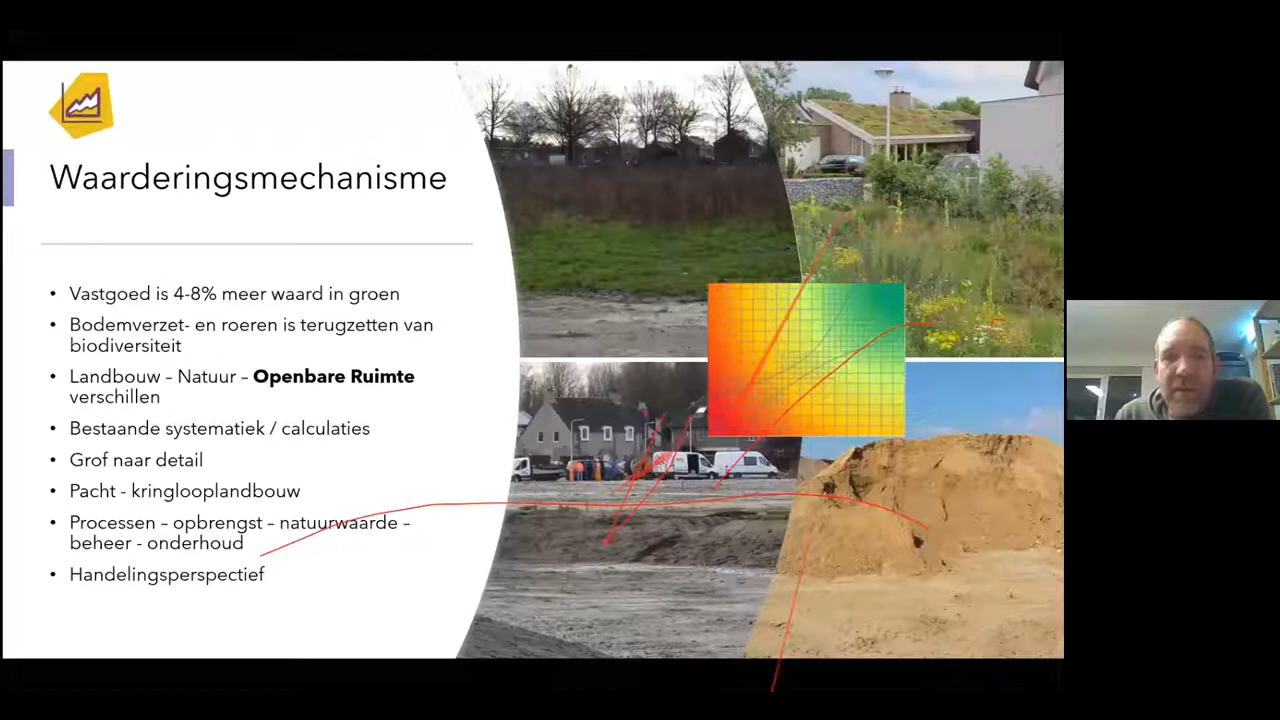 Waarderingsmechanisme
• Vastgoed is 4-8% meer waard in groen
• Bodemverzet- en roeren is terugzetten van
biodiversiteit
• Landbouw – Natuur – Openbare Ruimte
verschillen
• Bestaande systematiek / calculaties
• Grof naar detail
• Pacht - kringlooplandbouw
• Processen – opbrengst – natuurwaarde –
beheer - onderhoud
• Handelingsperspectief